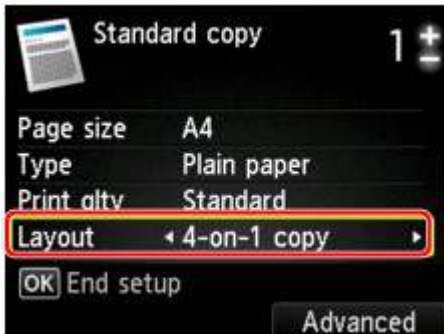 Standard copy
1
Page size A4
Type Plain paper
Print qlty Standard
Layout 4-on-1 copy
OK End setup
Advanced